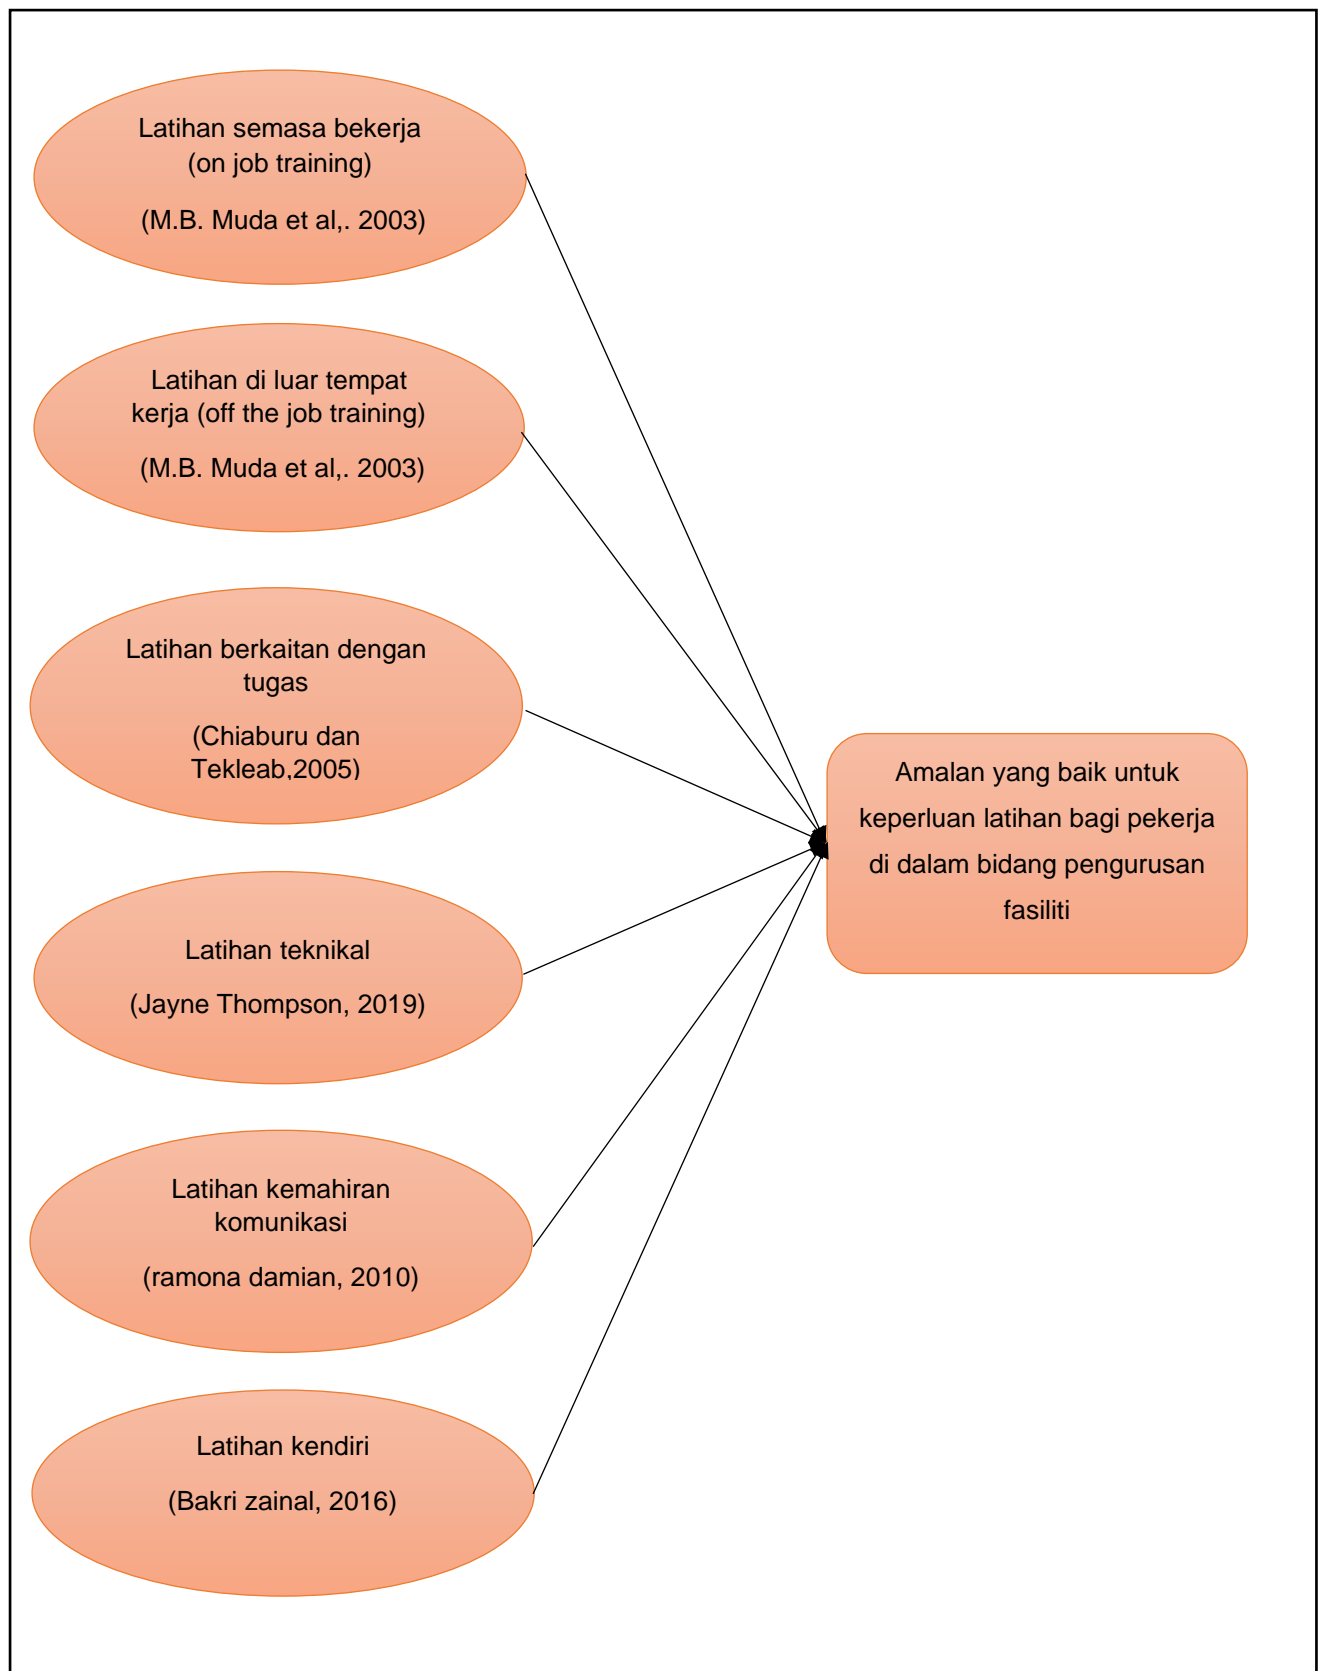 Latihan semasa bekerja
(on job training)
(M.B. Muda et al,. 2003)
Latihan di luar tempat
kerja (off the job training)
(M.B. Muda et al,. 2003)
Latihan berkaitan dengan
tugas
(Chiaburu dan
Tekleab,2005)
Latihan teknikal
(Jayne Thompson, 2019)
Latihan kemahiran
komunikasi
(ramona damian, 2010)
Latihan kendiri
(Bakri zainal, 2016)
Amalan yang baik untuk
keperluan latihan bagi pekerja
di dalam bidang pengurusan
fasiliti